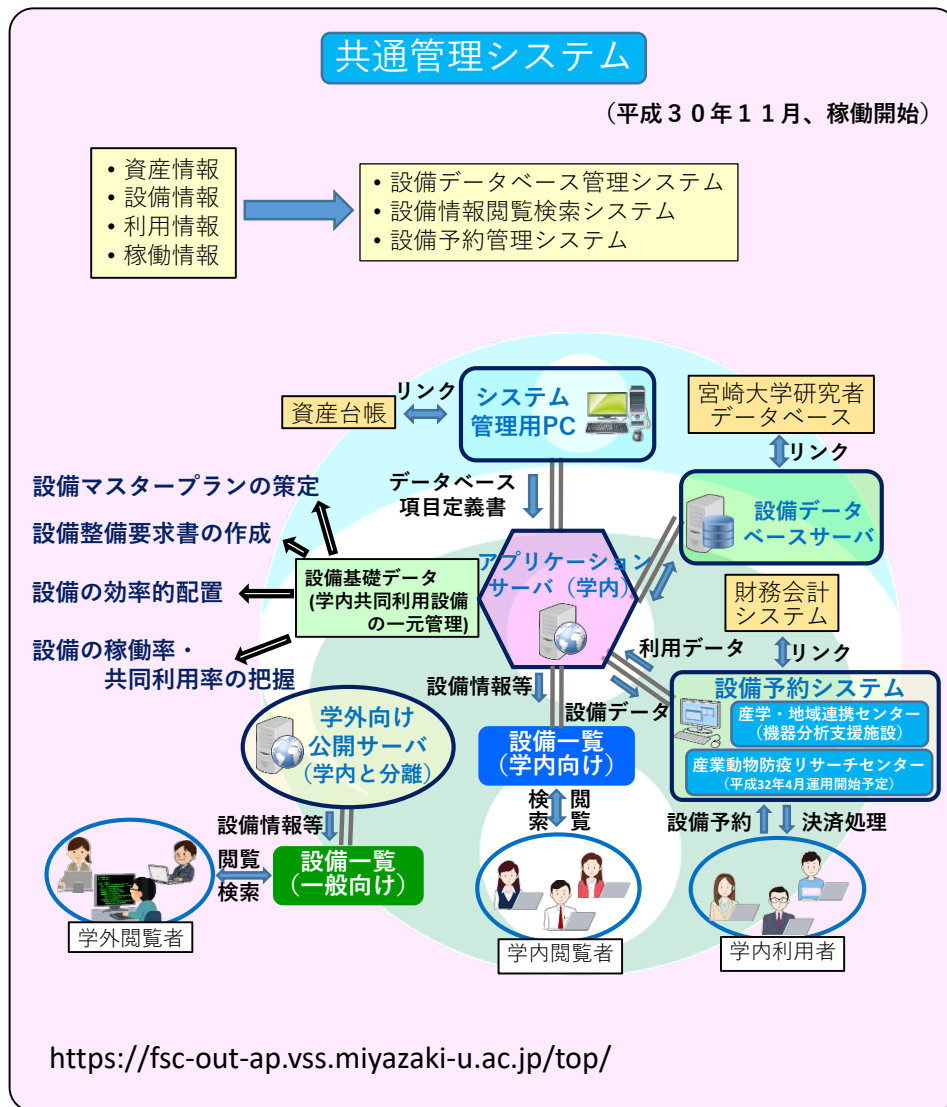 共通管理システム
（平成３０年１１月、稼働開始）
• 資産情報
• 設備情報
• 利用情報
• 稼働情報
• 設備データベース管理システム
• 設備情報閲覧検索システム
• 設備予約管理システム
資産台帳
リンク
システム
管理用PC
宮崎大学研究者
データベース
リンク
データベース
項目定義書
設備データ
ベースサーバ
設備マスタープランの策定
設備整備要求書の作成
設備の効率的配置
設備の稼働率・
共同利用率の把握
設備基礎データ
(学内共同利用設備
の一元管理)
アプリケーション
サーバ（学内）
財務会計
システム
リンク
利用データ
設備データ
設備情報等
学外向け
公開サーバ
（学内と分離）
設備一覧
（学内向け）
設備予約システム
産学・地域連携センター
（機器分析支援施設）
産業動物防疫リサーチセンター
（平成32年4月運用開始予定）
設備情報等
検索
閲覧
設備予約
決済処理
閲覧
検索
設備一覧
（一般向け）
学外閲覧者
学内閲覧者
学内利用者
https://fsc-out-ap.vss.miyazaki-u.ac.jp/top/